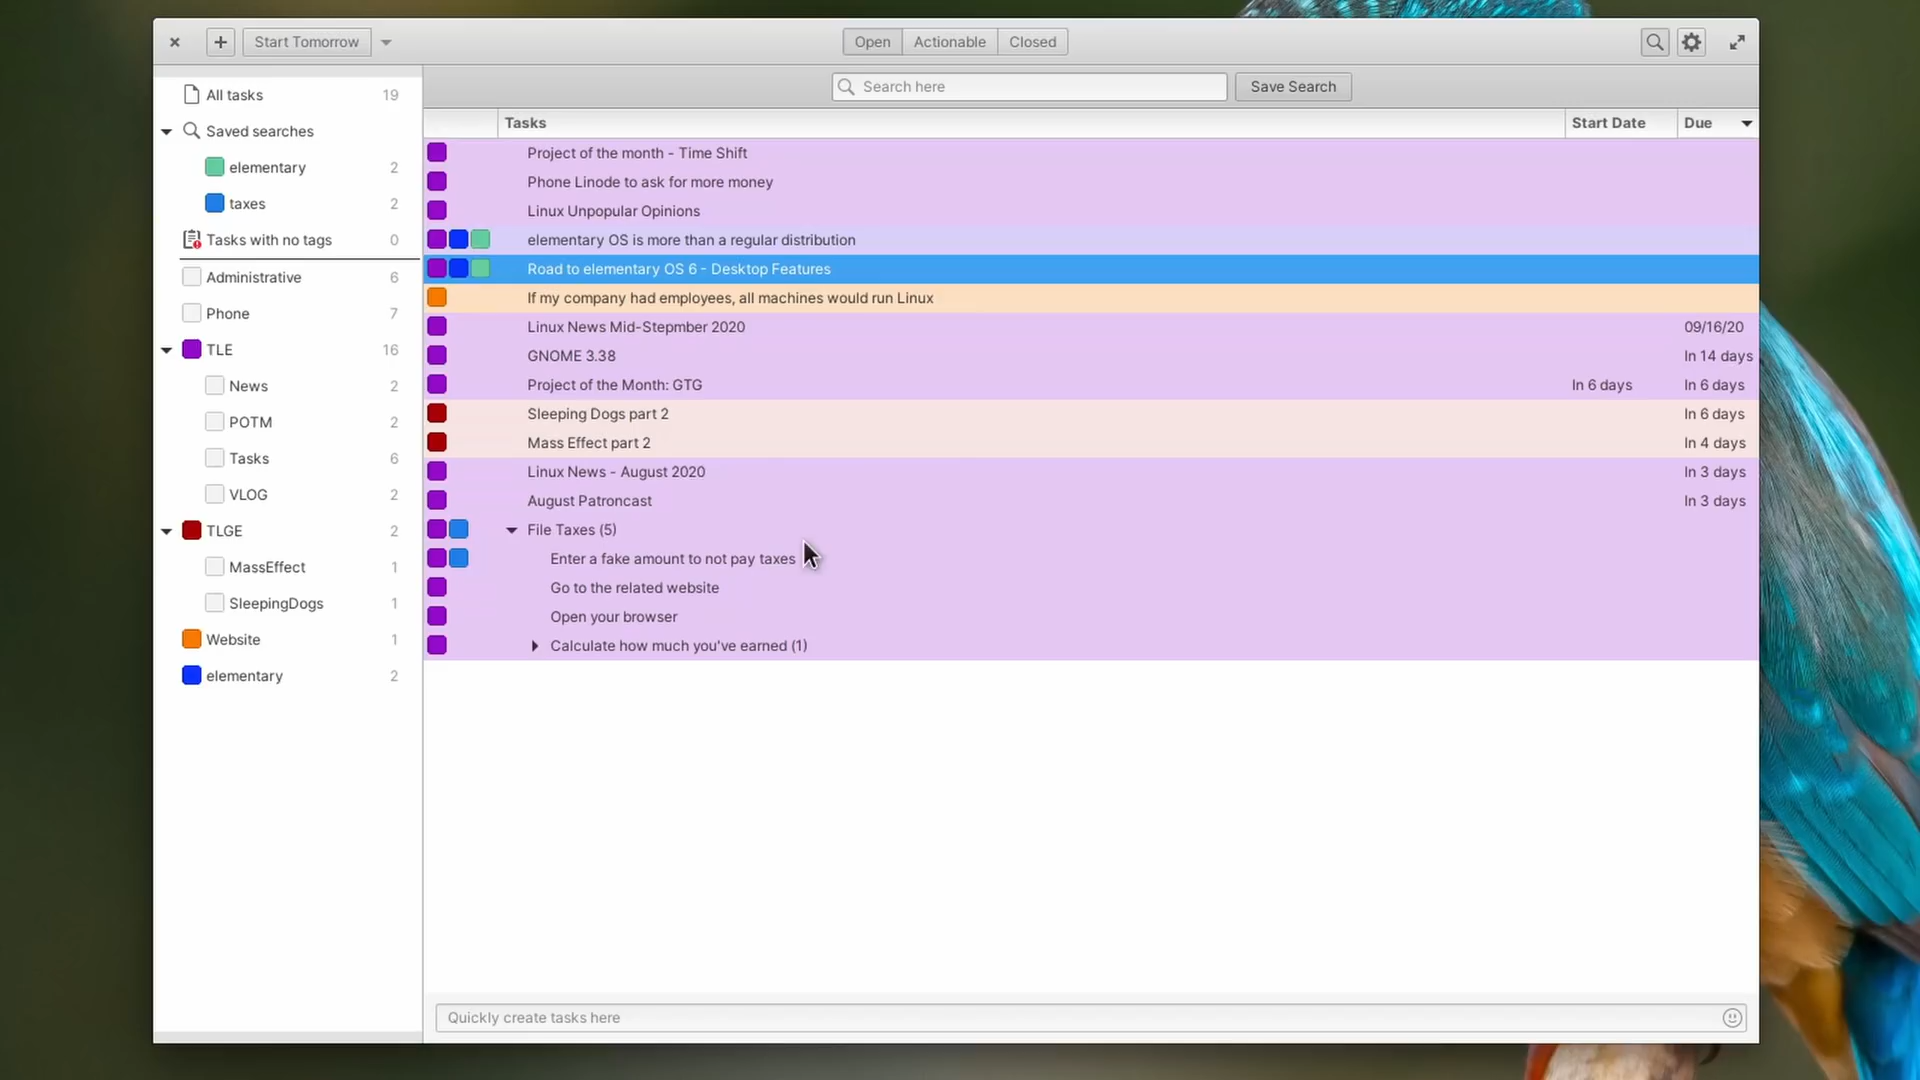 Start Tomorrow
Open Actionable Closed
Search here Save Search
All tasks 19
Saved searches
elementary 2
taxes 2
Tasks with no tags 0
Administrative 6
Phone 7
TLE 16
News 2
POTM 2
Tasks 6
VLOG 2
TLGE 2
MassEffect 1
SleepingDogs 1
Website 1
elementary 2
Tasks Start Date Due
Project of the month - Time Shift
Phone Linode to ask for more money
Linux Unpopular Opinions
elementary OS is more than a regular distribution
Road to elementary OS 6 - Desktop Features
If my company had employees, all machines would run Linux
Linux News Mid-Stepmber 2020 09/16/20
GNOME 3.38 In 14 days
Project of the Month: GTG In 6 days In 6 days
Sleeping Dogs part 2 In 6 days
Mass Effect part 2 In 4 days
Linux News - August 2020 In 3 days
August Patroncast In 3 days
File Taxes (5)
Enter a fake amount to not pay taxes
Go to the related website
Open your browser
Calculate how much you've earned (1)
Quickly create tasks here